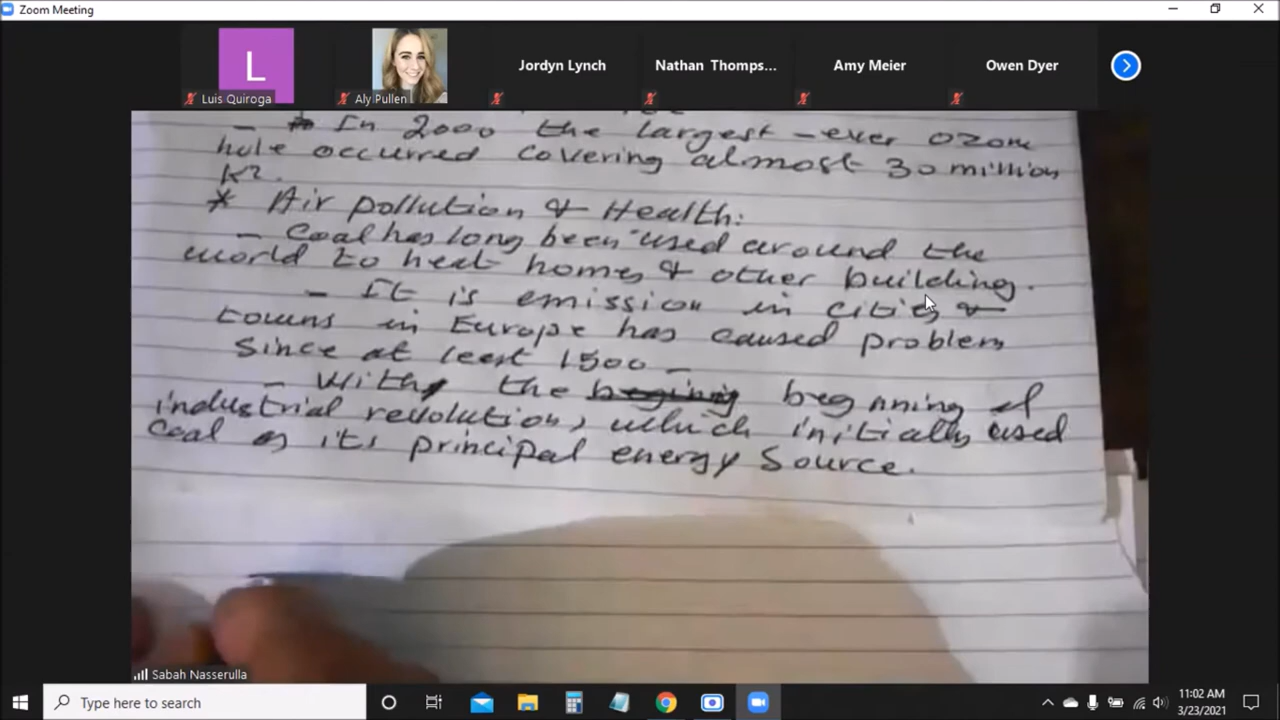 Zoom Meeting
L
Luis Quiroga
Aly Pullen
Jordyn Lynch
Nathan Thomps...
Amy Meier
Owen Dyer
- In 2000 the largest -ever ozone
hole occurred covering almost 30 million
K2.
* Air pollution & Health:
- Coal has long been used around the
world to heat homes & other building.
- It is emission in cities &
towns in Europe has caused problem
Since at least 1500 -
- With the begining beginning of
industrial revolution, which initially used
Coal as its principal energy Source.
Sabah Nasserulla
Type here to search
11:02 AM
3/23/2021